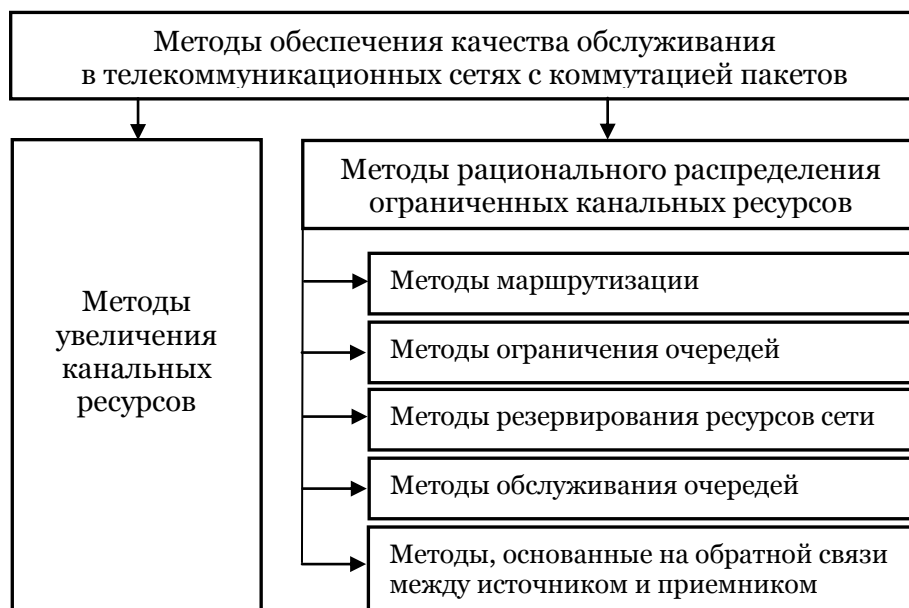 Методы обеспечения качества обслуживания
в телекоммуникационных сетях с коммутацией пакетов
Методы
увеличения
канальных
ресурсов
Методы рационального распределения
ограниченных канальных ресурсов
Методы маршрутизации
Методы ограничения очередей
Методы резервирования ресурсов сети
Методы обслуживания очередей
Методы, основанные на обратной связи
между источником и приемником